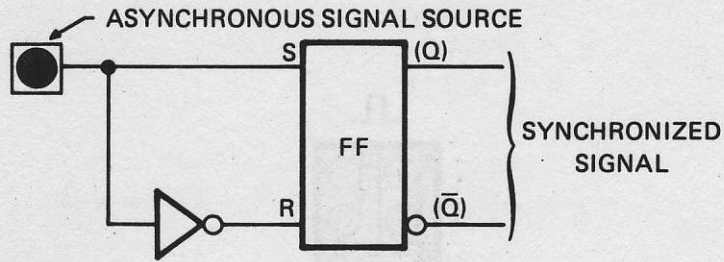 ASYNCHRONOUS SIGNAL SOURCE
S
(Q)
FF
SYNCHRONIZED
SIGNAL
R
(Q̅)